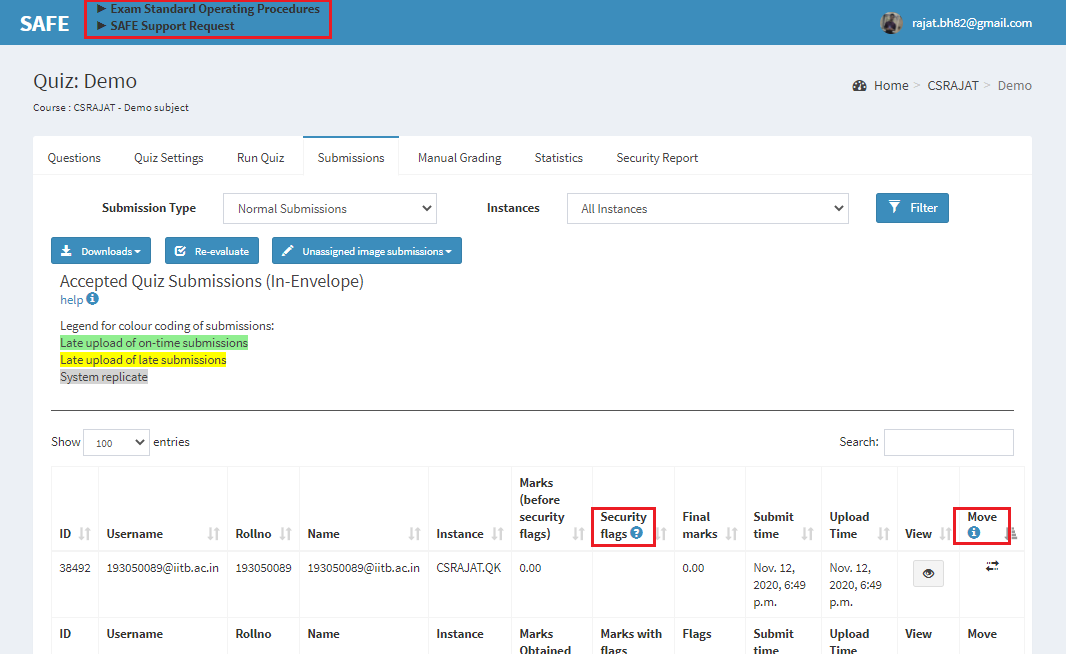 ▶ Exam Standard Operating Procedures
SAFE
▶ SAFE Support Request
rajat.bh82@gmail.com
Quiz: Demo
Home > CSRAJAT > Demo
Course : CSRAJAT - Demo subject
Questions Quiz Settings Run Quiz Submissions Manual Grading Statistics Security Report
Submission Type Normal Submissions Instances All Instances Filter
Downloads Re-evaluate Unassigned image submissions
Accepted Quiz Submissions (In-Envelope)
help
Legend for colour coding of submissions:
Late upload of on-time submissions
Late upload of late submissions
System replicate
Show 100 entries Search:
ID Username Rollno Name Instance Marks (before security flags) Security flags Final marks Submit time Upload Time View Move
38492 193050089@iitb.ac.in 193050089 193050089@iitb.ac.in CSRAJAT.QK 0.00 0.00 Nov. 12, 2020, 6:49 p.m. Nov. 12, 2020, 6:49 p.m.
ID Username Rollno Name Instance Marks Obtained Marks with flags Flags Submit time Upload Time View Move